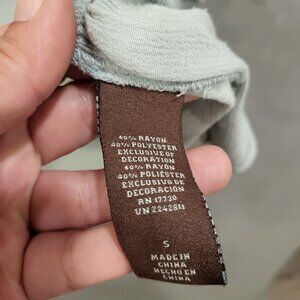 60% RAYON
40% POLYESTER
EXCLUSIVE OF
DECORATION
60% RAYON
40% POLIÉSTER
EXCLUSIVO DE
DECORACIÓN
RN 17730
UN 2242811
S
MADE IN
CHINA
HECHO EN
CHINA